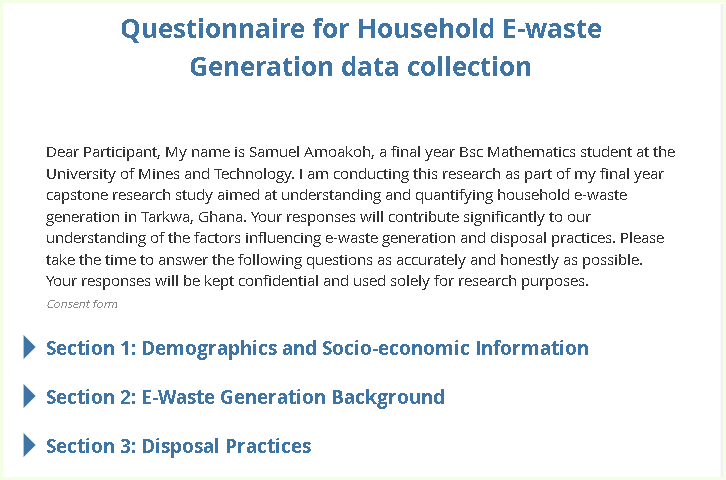 Questionnaire for Household E-waste
Generation data collection
Dear Participant, My name is Samuel Amoakoh, a final year Bsc Mathematics student at the
University of Mines and Technology. I am conducting this research as part of my final year
capstone research study aimed at understanding and quantifying household e-waste
generation in Tarkwa, Ghana. Your responses will contribute significantly to our
understanding of the factors influencing e-waste generation and disposal practices. Please
take the time to answer the following questions as accurately and honestly as possible.
Your responses will be kept confidential and used solely for research purposes.
Consent form
Section 1: Demographics and Socio-economic Information
Section 2: E-Waste Generation Background
Section 3: Disposal Practices